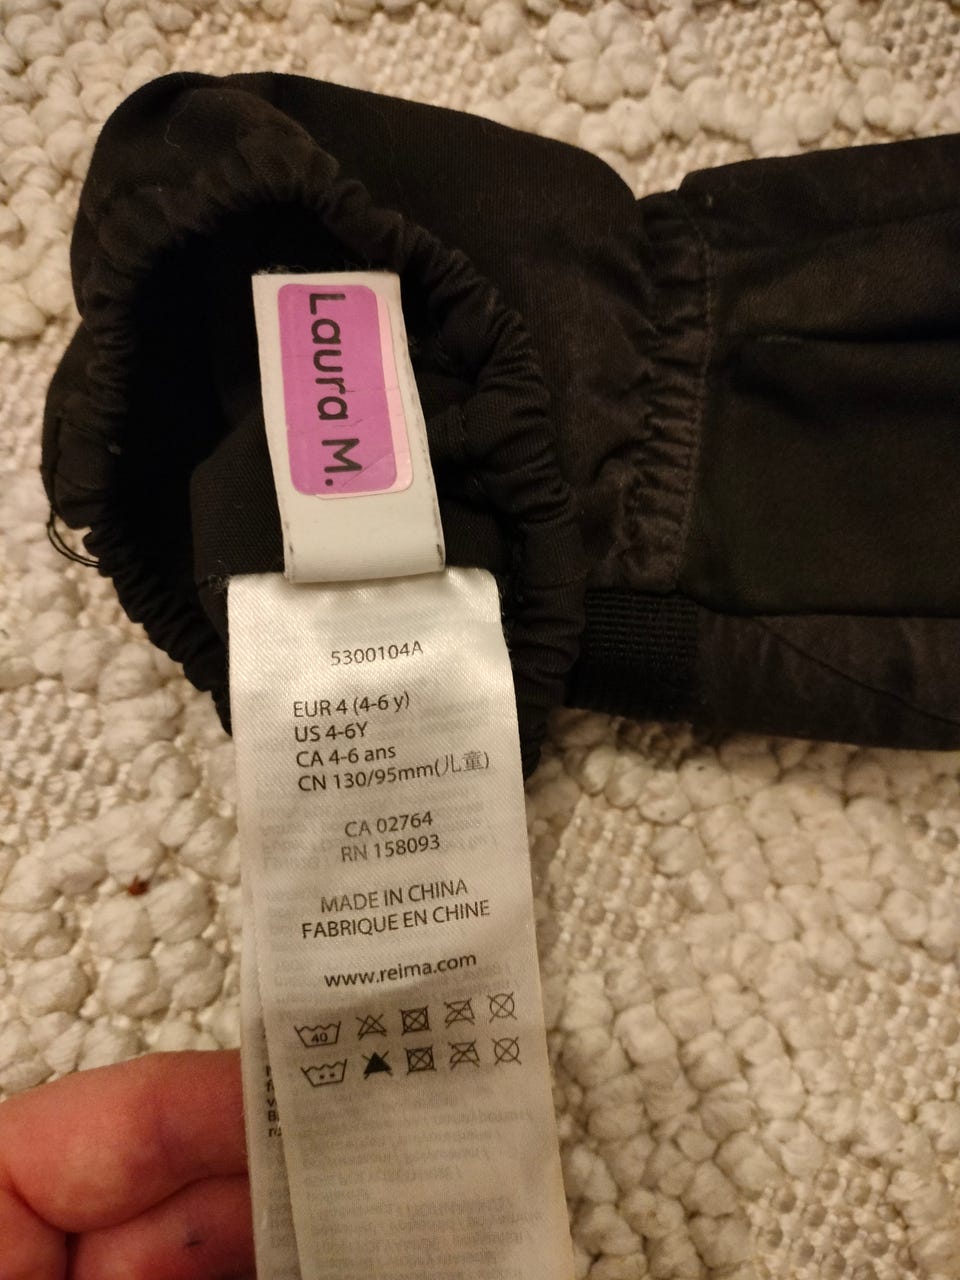 Laura M.
5300104A
EUR 4 (4-6 y)
US 4-6Y
CA 4-6 ans
CN 130/95mm(儿童)
CA 02764
RN 158093
MADE IN CHINA
FABRIQUE EN CHINE
www.reima.com
40